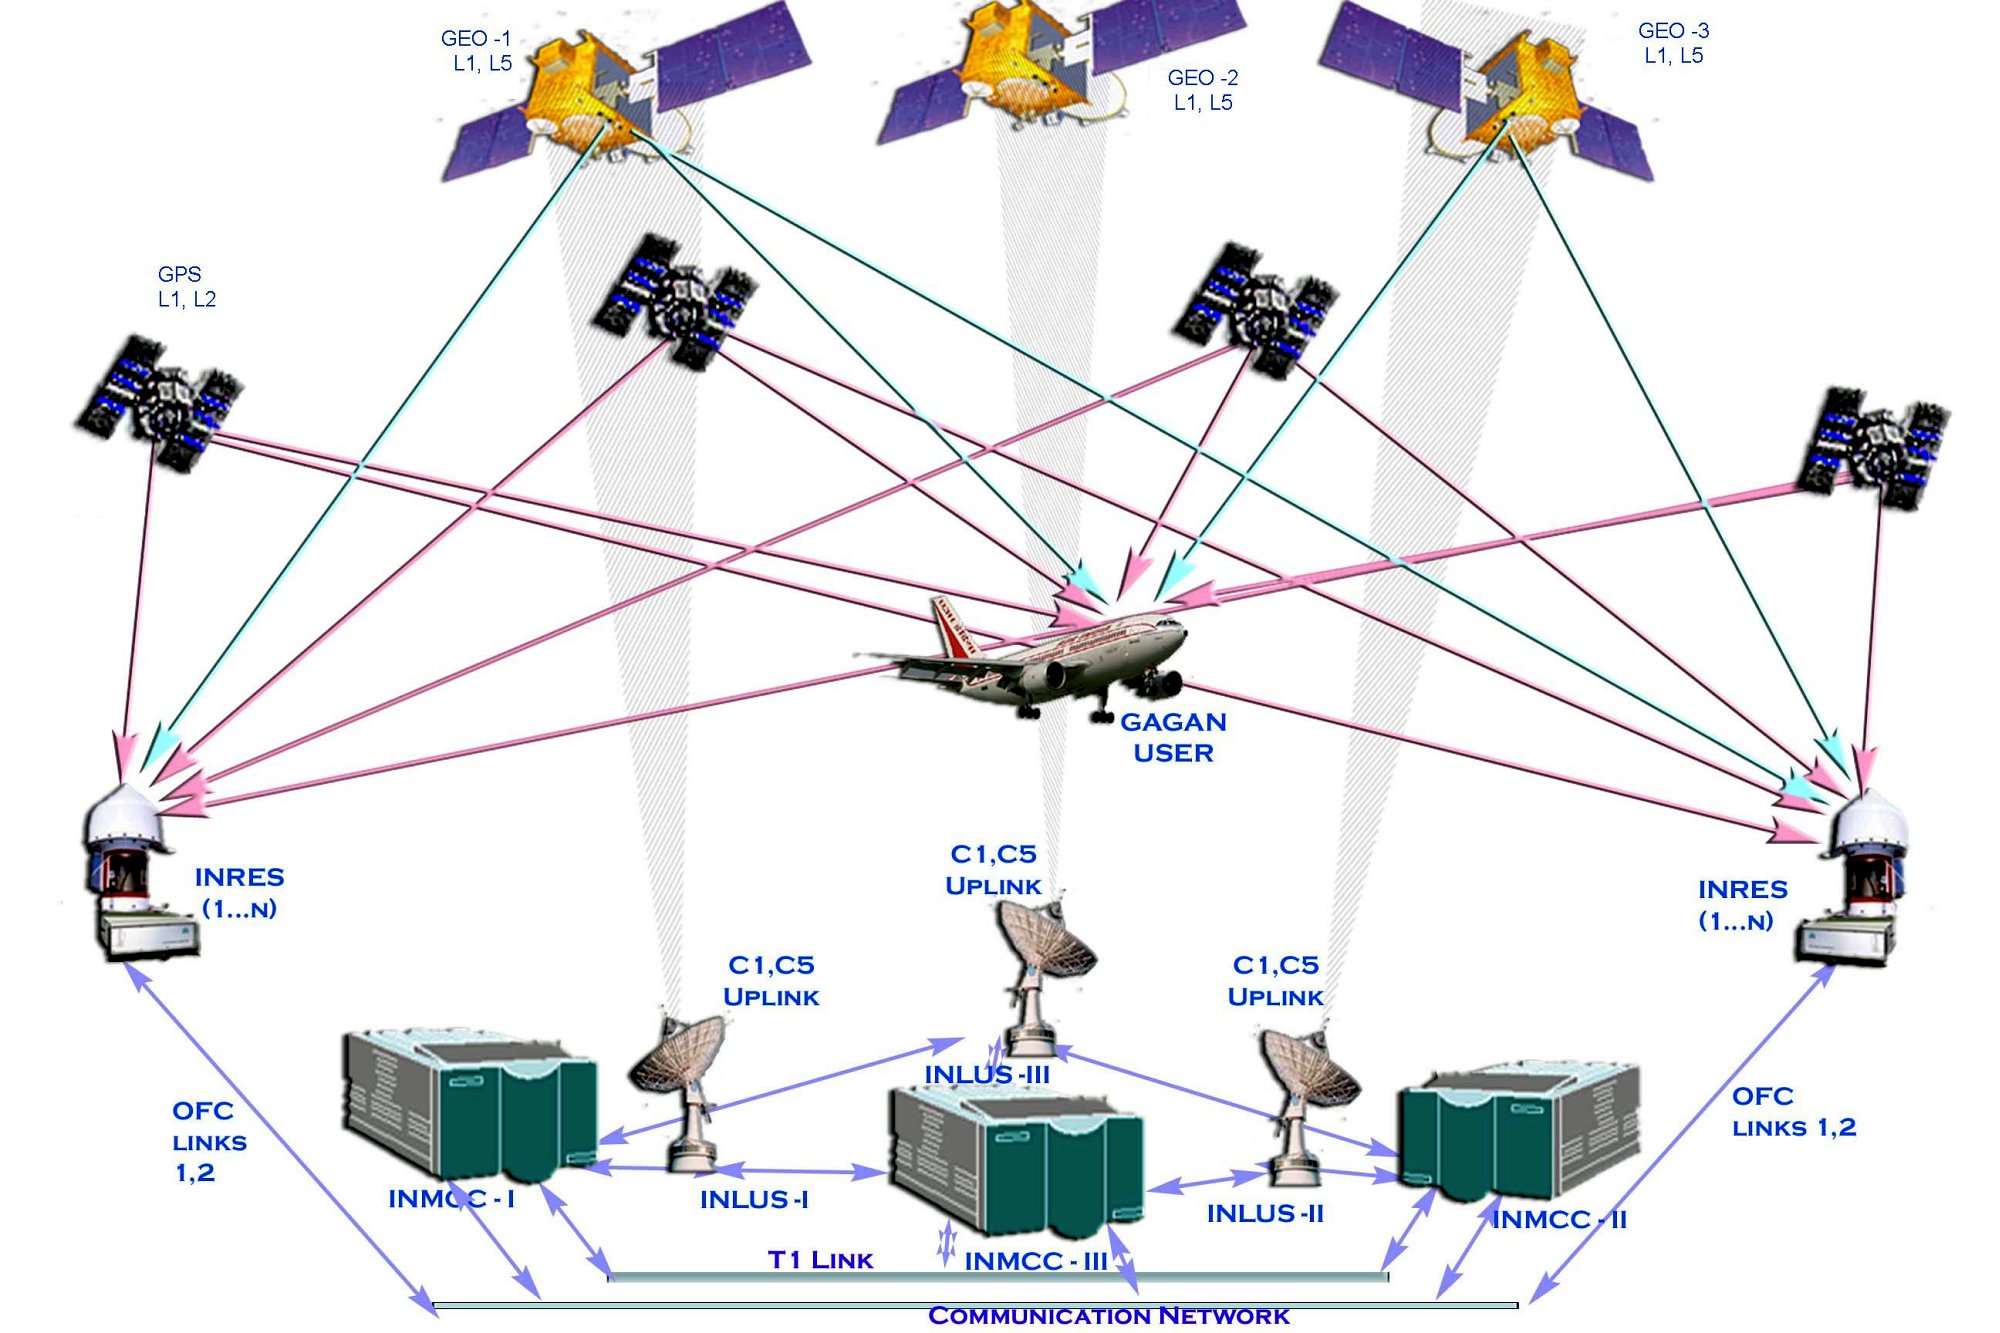 GEO -1
L1, L5
GEO -2
L1, L5
GEO -3
L1, L5
GPS
L1, L2
GAGAN
USER
INRES
(1...N)
INRES
(1...N)
C1,C5
UPLINK
C1,C5
UPLINK
C1,C5
UPLINK
OFC
LINKS
1,2
OFC
LINKS 1,2
INLUS -III
INMCC - I
INLUS -I
INLUS -II
INMCC - II
T1 LINK
INMCC - III
COMMUNICATION NETWORK